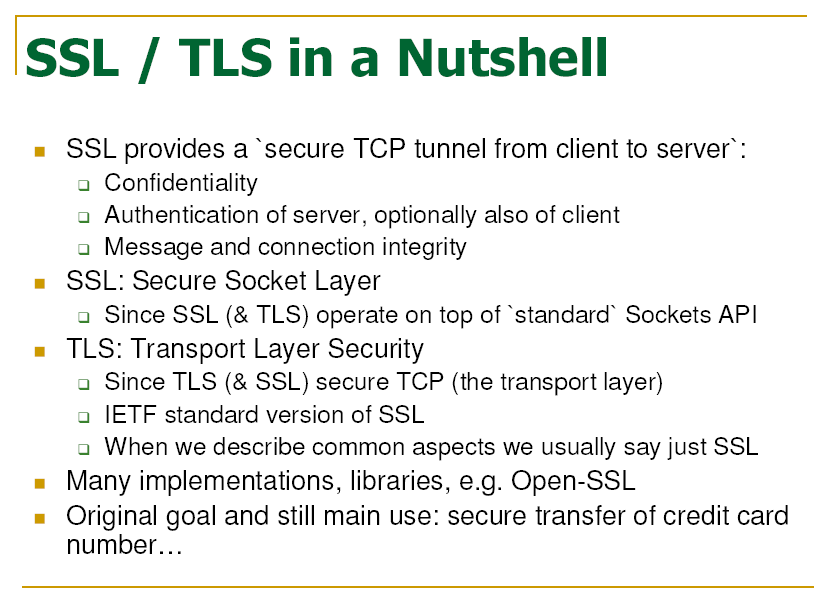 SSL / TLS in a Nutshell
SSL provides a `secure TCP tunnel from client to server`:
Confidentiality
Authentication of server, optionally also of client
Message and connection integrity
SSL: Secure Socket Layer
Since SSL (& TLS) operate on top of `standard` Sockets API
TLS: Transport Layer Security
Since TLS (& SSL) secure TCP (the transport layer)
IETF standard version of SSL
When we describe common aspects we usually say just SSL
Many implementations, libraries, e.g. Open-SSL
Original goal and still main use: secure transfer of credit card
number…